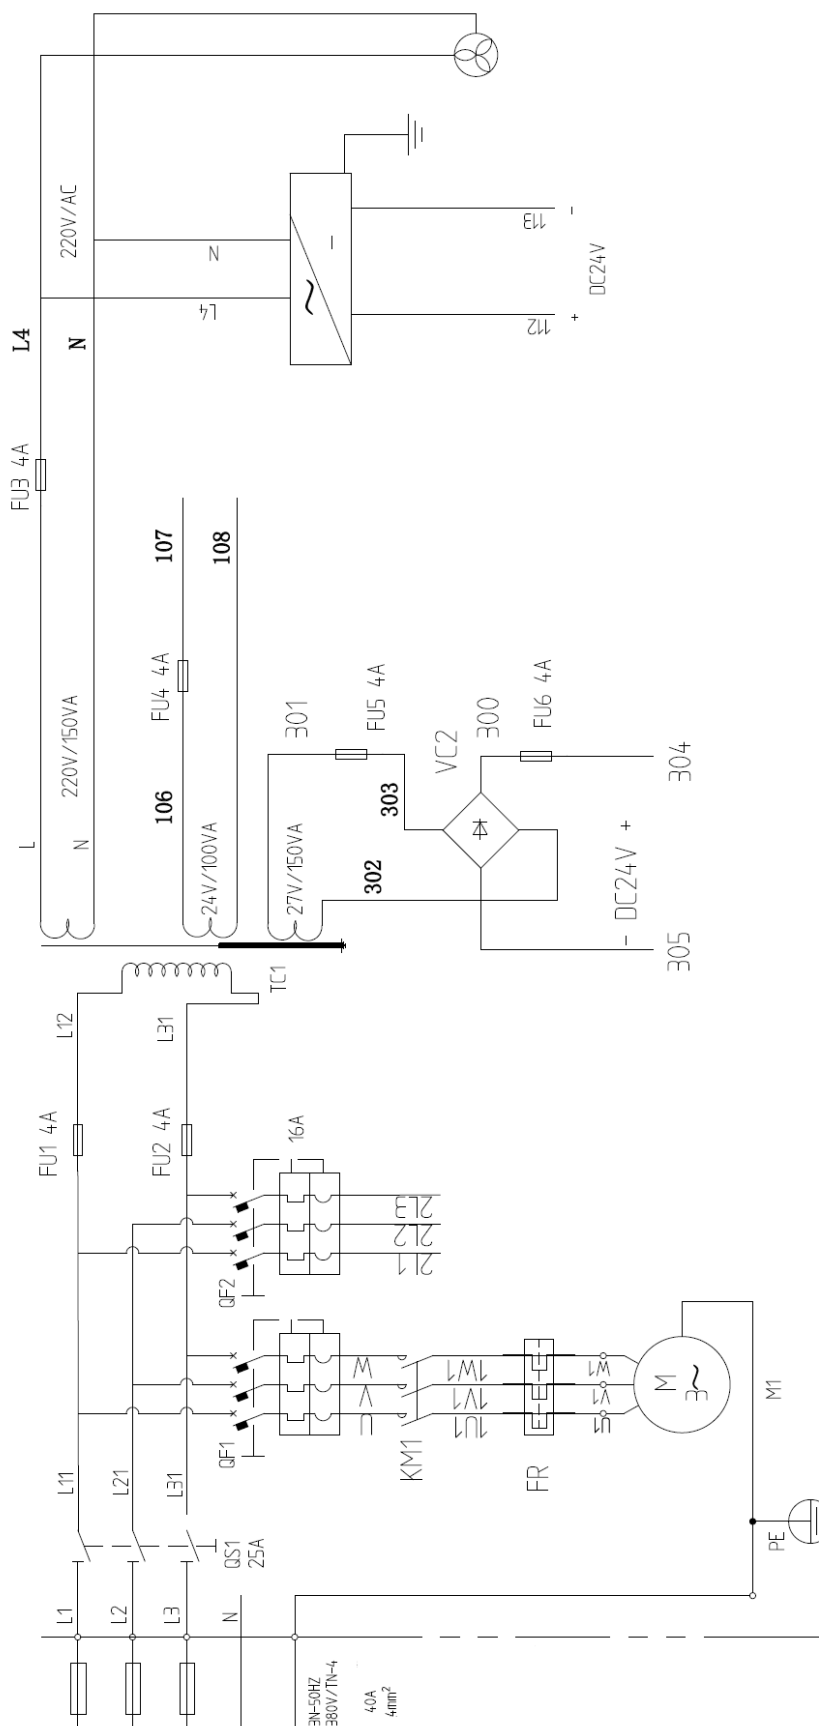 L4
N
220V/AC
N
L4
113
-
DC24V
112
+
FU3 4A
107
108
FU4 4A
106
220V/150VA
L
N
24V/100VA
27V/150VA
301
FU5 4A
303
302
VC2
300
FU6 4A
304
- DC24V +
305
TC1
L12
L31
FU1 4A
FU2 4A
16A
2L3
2L2
2L1
QF2
QF1
W
V
U
KM1
1W1
1V1
1U1
FR
W1
V1
U1
M
3~
M1
PE
L11
L21
L31
QS1
25A
L1
L2
L3
N
3N-50HZ
380V/TN-4
40A
4mm²